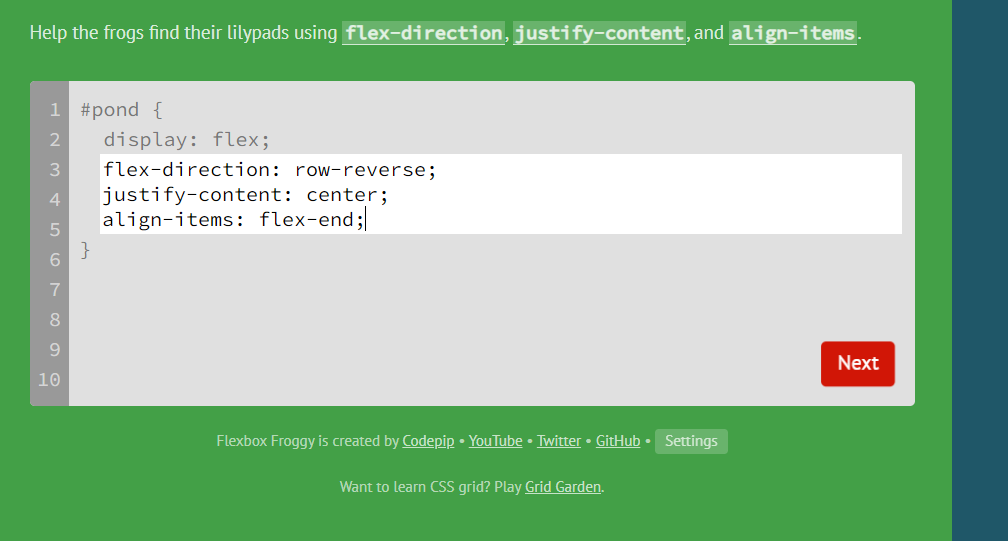 Help the frogs find their lilypads using flex-direction, justify-content, and align-items.
1 #pond {
2 display: flex;
3 flex-direction: row-reverse;
4 justify-content: center;
5 align-items: flex-end;
6 }
7
8
9
10
Next
Flexbox Froggy is created by Codepip • YouTube • Twitter • GitHub • Settings
Want to learn CSS grid? Play Grid Garden.